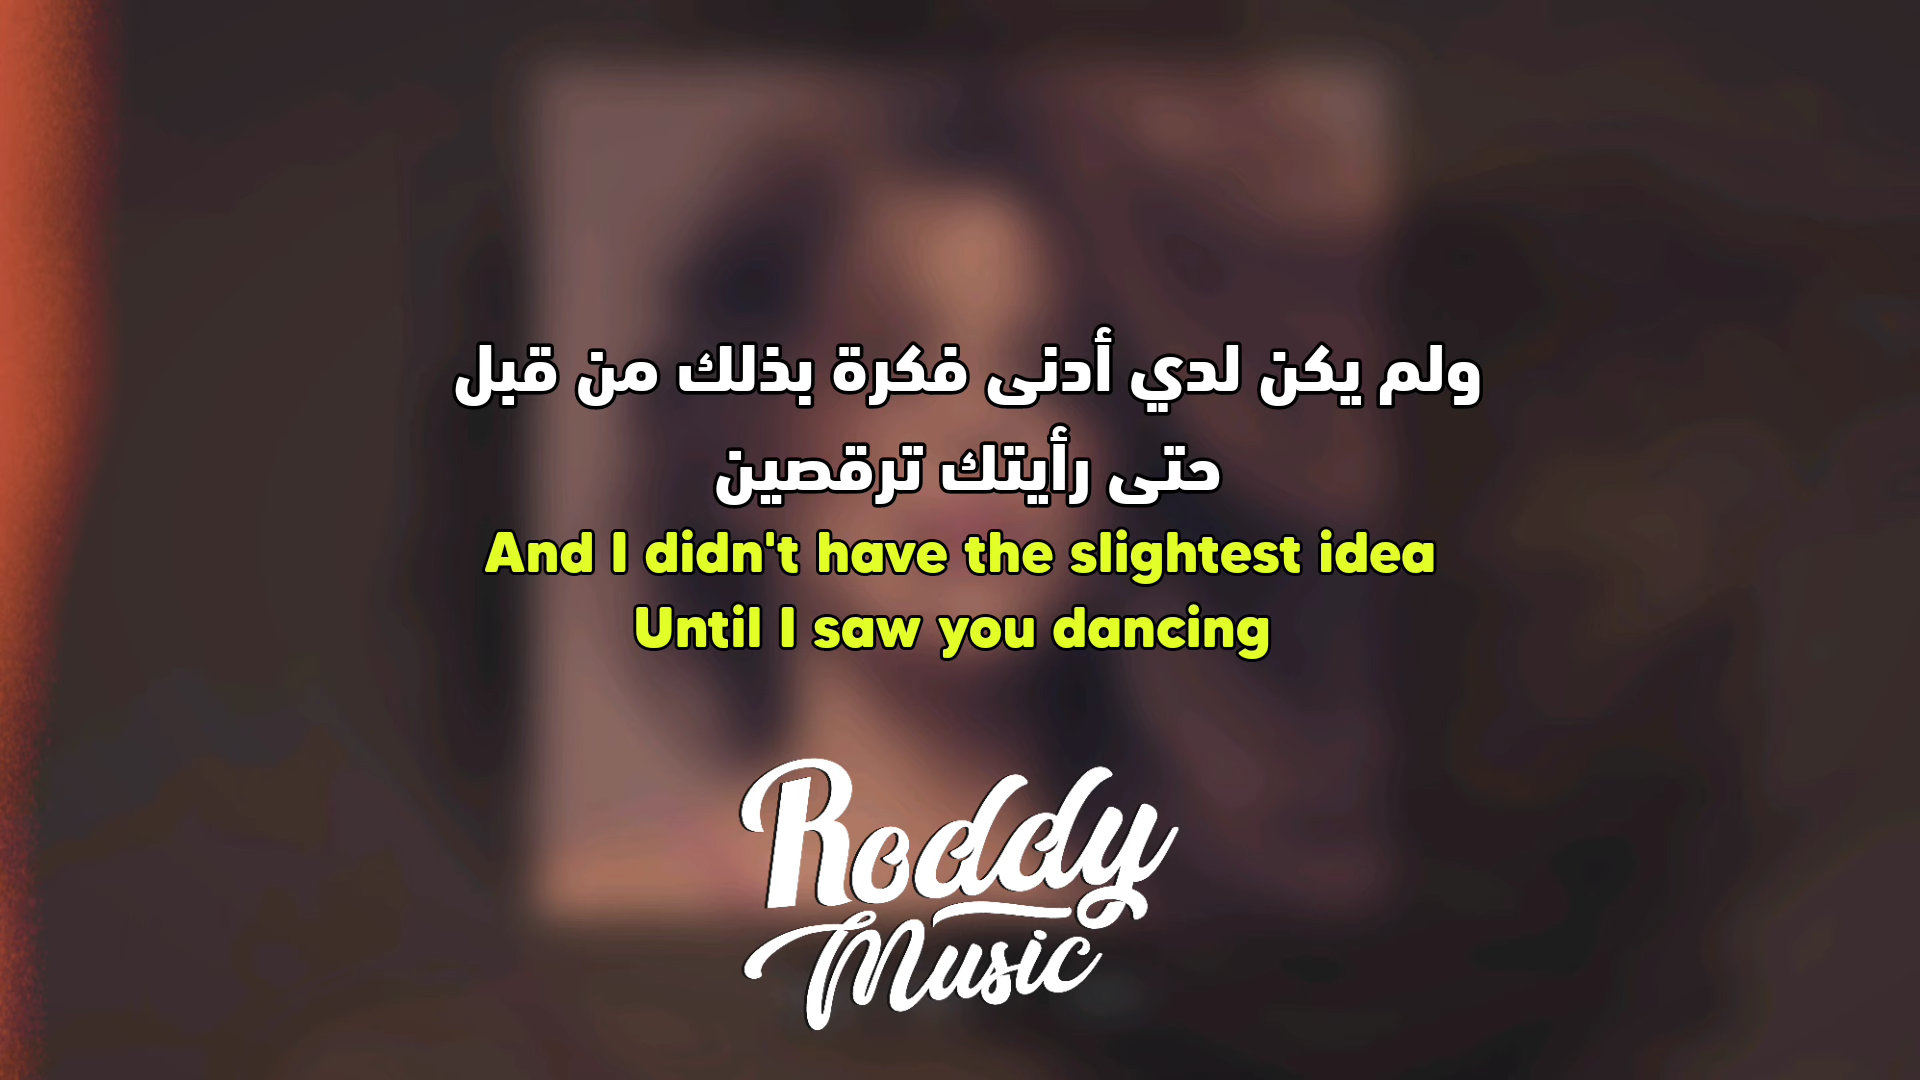 ولم يكن لدي أدنى فكرة بذلك من قبل
حتى رأيتك ترقصين
And I didn't have the slightest idea
Until I saw you dancing
Roddy
Music